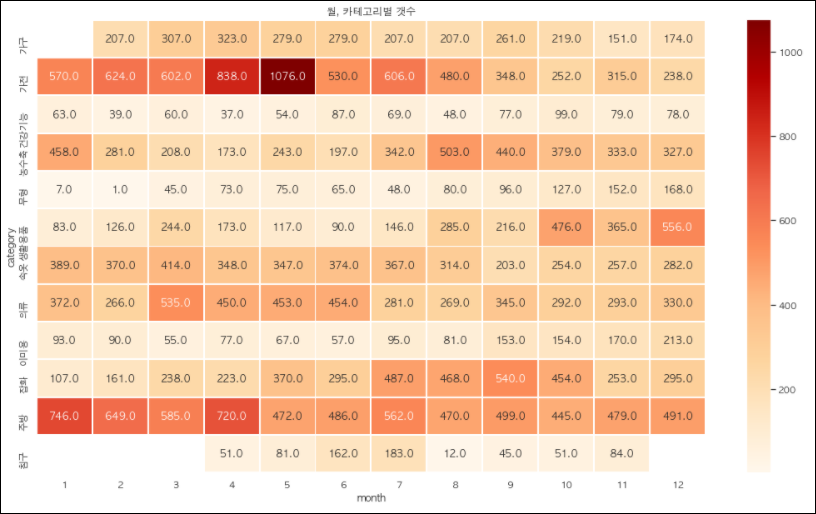 월, 카테고리별 갯수
가구 207.0 307.0 323.0 279.0 279.0 207.0 207.0 261.0 219.0 151.0 174.0
가전 570.0 624.0 602.0 838.0 1076.0 530.0 606.0 480.0 348.0 252.0 315.0 238.0
건강기능 63.0 39.0 60.0 37.0 54.0 87.0 69.0 48.0 77.0 99.0 79.0 78.0
농수축 458.0 281.0 208.0 173.0 243.0 197.0 342.0 503.0 440.0 379.0 333.0 327.0
무형 7.0 1.0 45.0 73.0 75.0 65.0 48.0 80.0 96.0 127.0 152.0 168.0
생활용품 83.0 126.0 244.0 173.0 117.0 90.0 146.0 285.0 216.0 476.0 365.0 556.0
속옷 389.0 370.0 414.0 348.0 347.0 374.0 367.0 314.0 203.0 254.0 257.0 282.0
의류 372.0 266.0 535.0 450.0 453.0 454.0 281.0 269.0 345.0 292.0 293.0 330.0
이미용 93.0 90.0 55.0 77.0 67.0 57.0 95.0 81.0 153.0 154.0 170.0 213.0
잡화 107.0 161.0 238.0 223.0 370.0 295.0 487.0 468.0 540.0 454.0 253.0 295.0
주방 746.0 649.0 585.0 720.0 472.0 486.0 562.0 470.0 499.0 445.0 479.0 491.0
침구 51.0 81.0 162.0 183.0 12.0 45.0 51.0 84.0
1 2 3 4 5 6 7 8 9 10 11 12
month
category
1000
800
600
400
200